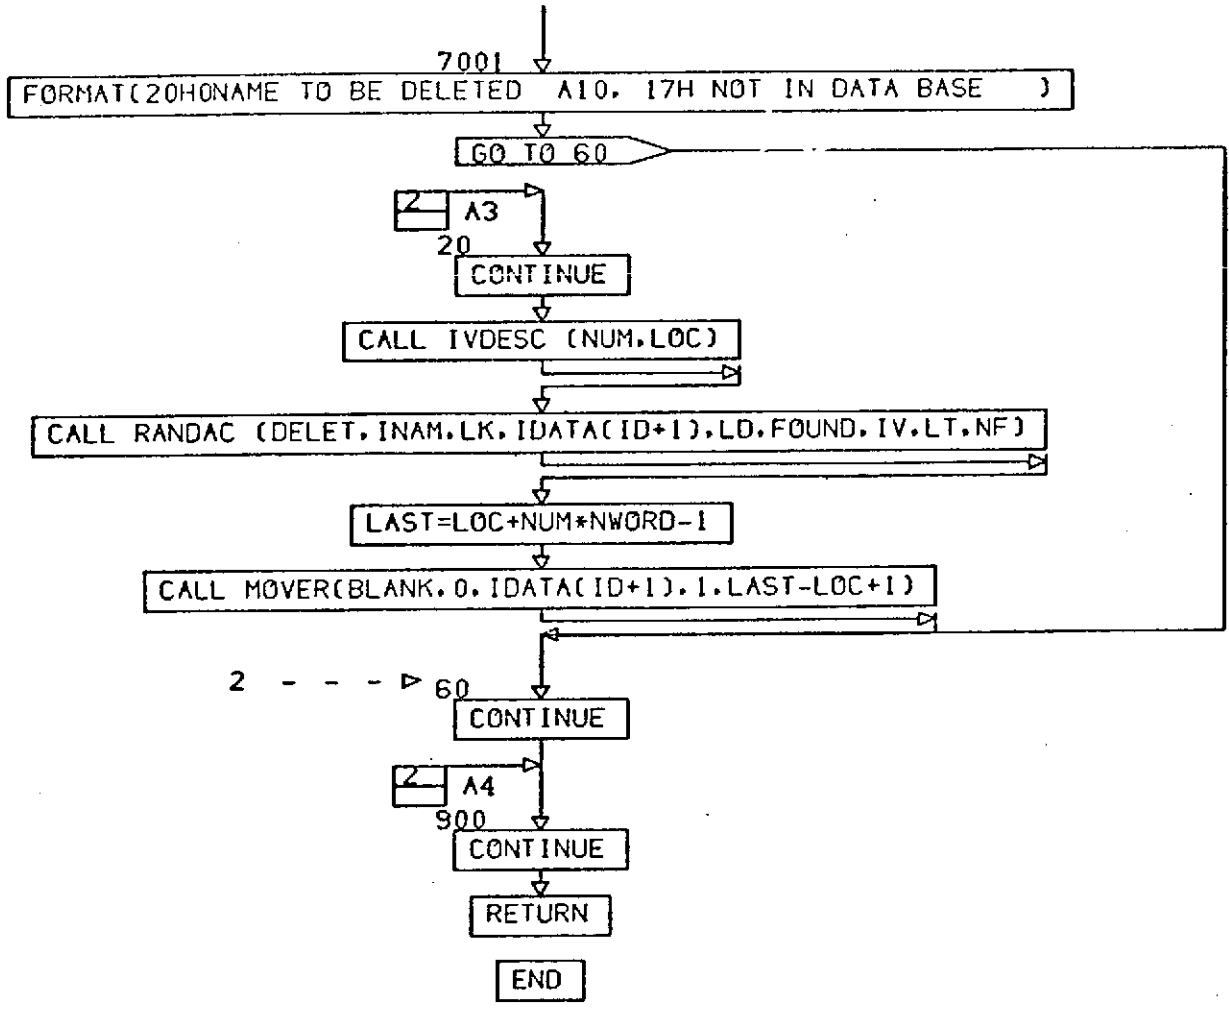 7001
FORMAT(20H0NAME TO BE DELETED A10, 17H NOT IN DATA BASE )
GO TO 60
2 A3
20
CONTINUE
CALL IVDESC (NUM,LOC)
CALL RANDAC (DELET,INAM,LK,IDATA(ID+1),LD,FOUND,IV,LT,NF)
LAST=LOC+NUM*NWORD-1
CALL MOVER(BLANK,0,IDATA(ID+1),1,LAST-LOC+1)
2 - - - 60
CONTINUE
2 A4
900
CONTINUE
RETURN
END